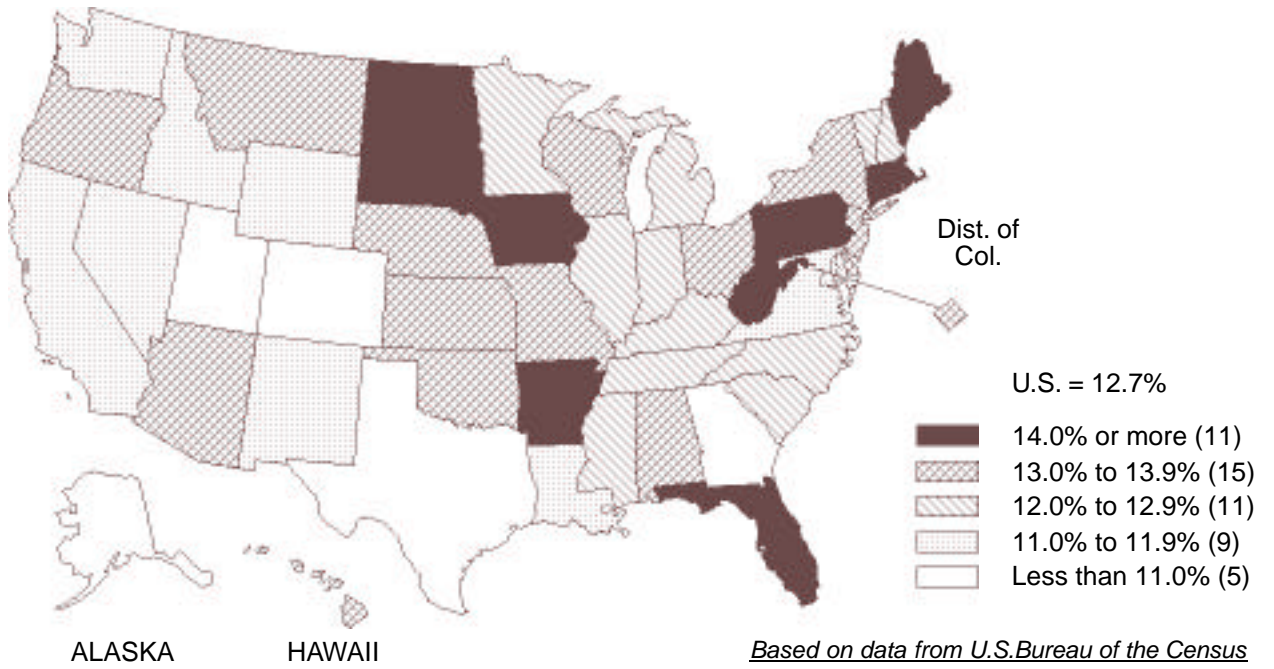 Dist. of
Col.
U.S. = 12.7%
14.0% or more (11)
13.0% to 13.9% (15)
12.0% to 12.9% (11)
11.0% to 11.9% (9)
Less than 11.0% (5)
ALASKA
HAWAII
Based on data from U.S.Bureau of the Census